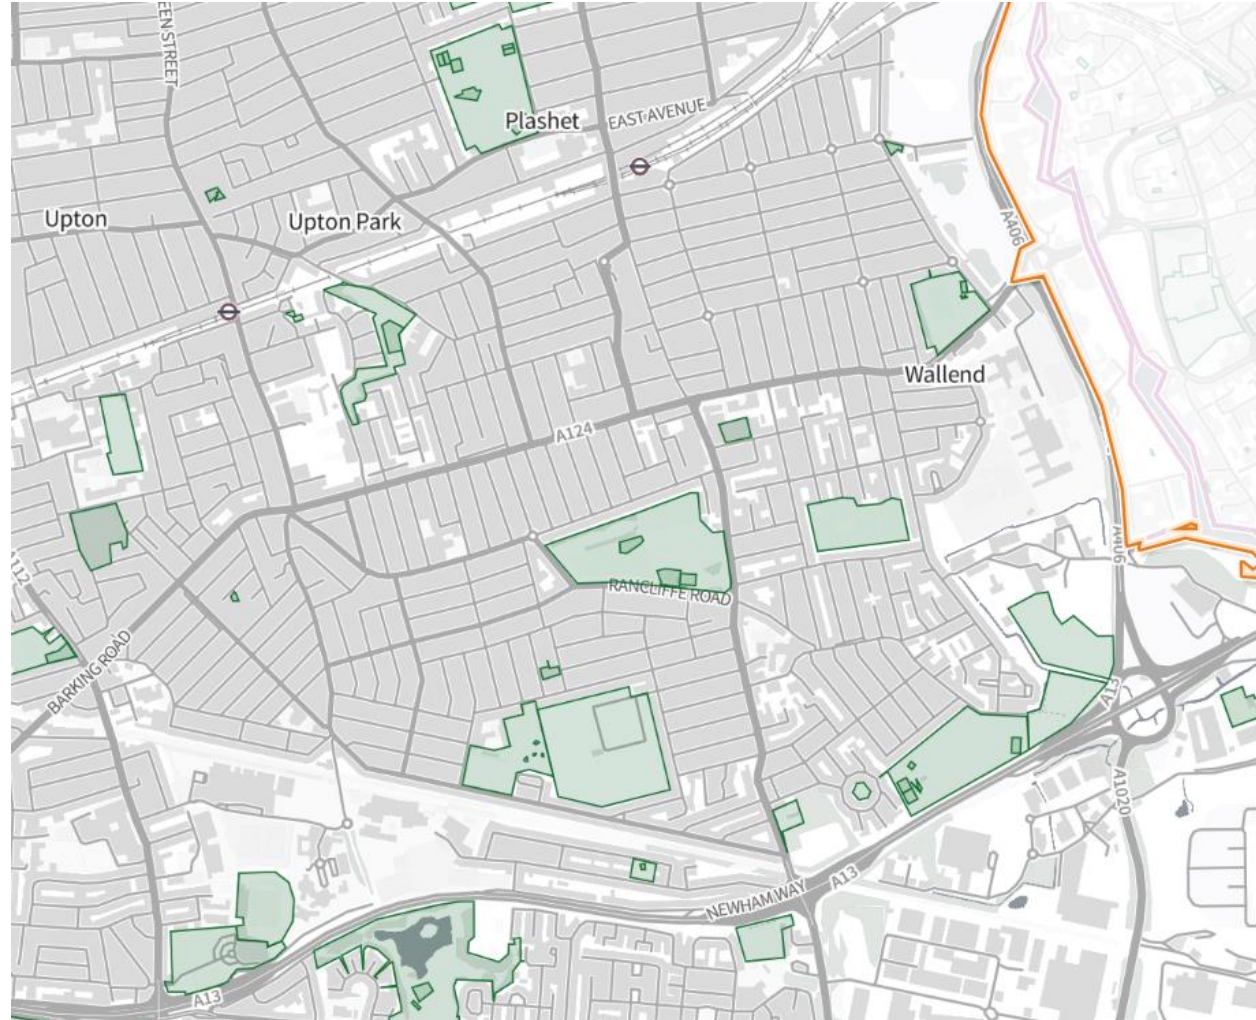 EEN STREET
Plashet
EAST AVENUE
Upton
Upton Park
A406
Wallend
A124
A406
A112
RANCLIFFE ROAD
BARKING ROAD
A13
A1020
NEWHAM WAY
A13
A13